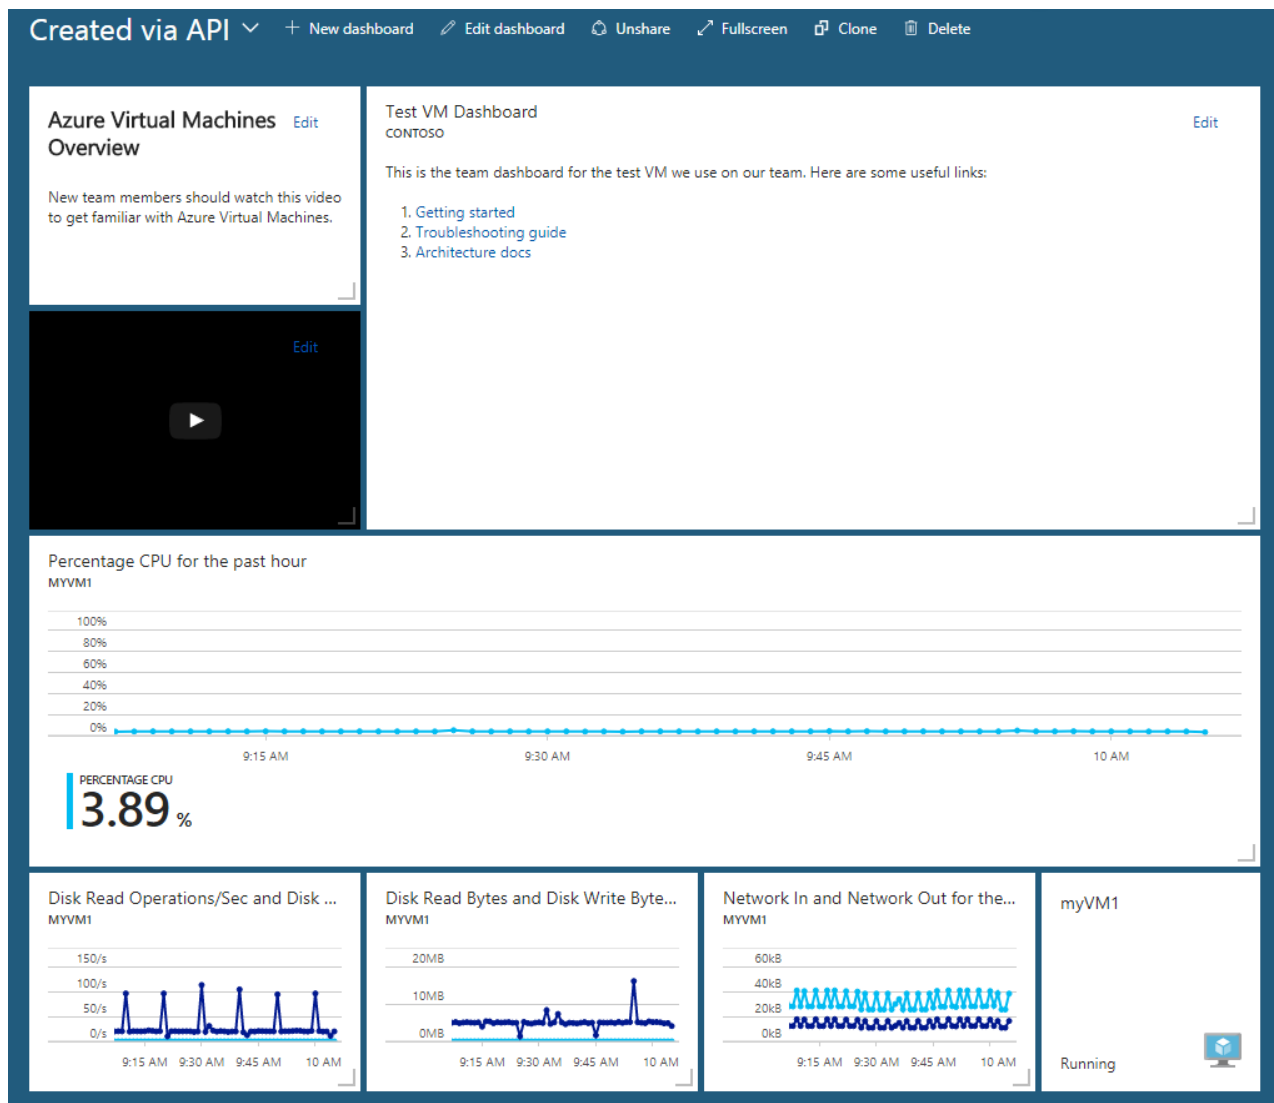 Created via API
New dashboard
Edit dashboard
Unshare
Fullscreen
Clone
Delete
Azure Virtual Machines
Overview
Edit
New team members should watch this video
to get familiar with Azure Virtual Machines.
Test VM Dashboard
CONTOSO
Edit
This is the team dashboard for the test VM we use on our team. Here are some useful links:
1. Getting started
2. Troubleshooting guide
3. Architecture docs
Edit
Percentage CPU for the past hour
MYVM1
100%
80%
60%
40%
20%
0%
9:15 AM 9:30 AM 9:45 AM 10 AM
PERCENTAGE CPU
3.89 %
Disk Read Operations/Sec and Disk ...
MYVM1
150/s
100/s
50/s
0/s
9:15 AM 9:30 AM 9:45 AM 10 AM
Disk Read Bytes and Disk Write Byte...
MYVM1
20MB
10MB
0MB
9:15 AM 9:30 AM 9:45 AM 10 AM
Network In and Network Out for the...
MYVM1
60kB
40kB
20kB
0kB
9:15 AM 9:30 AM 9:45 AM 10 AM
myVM1
Running